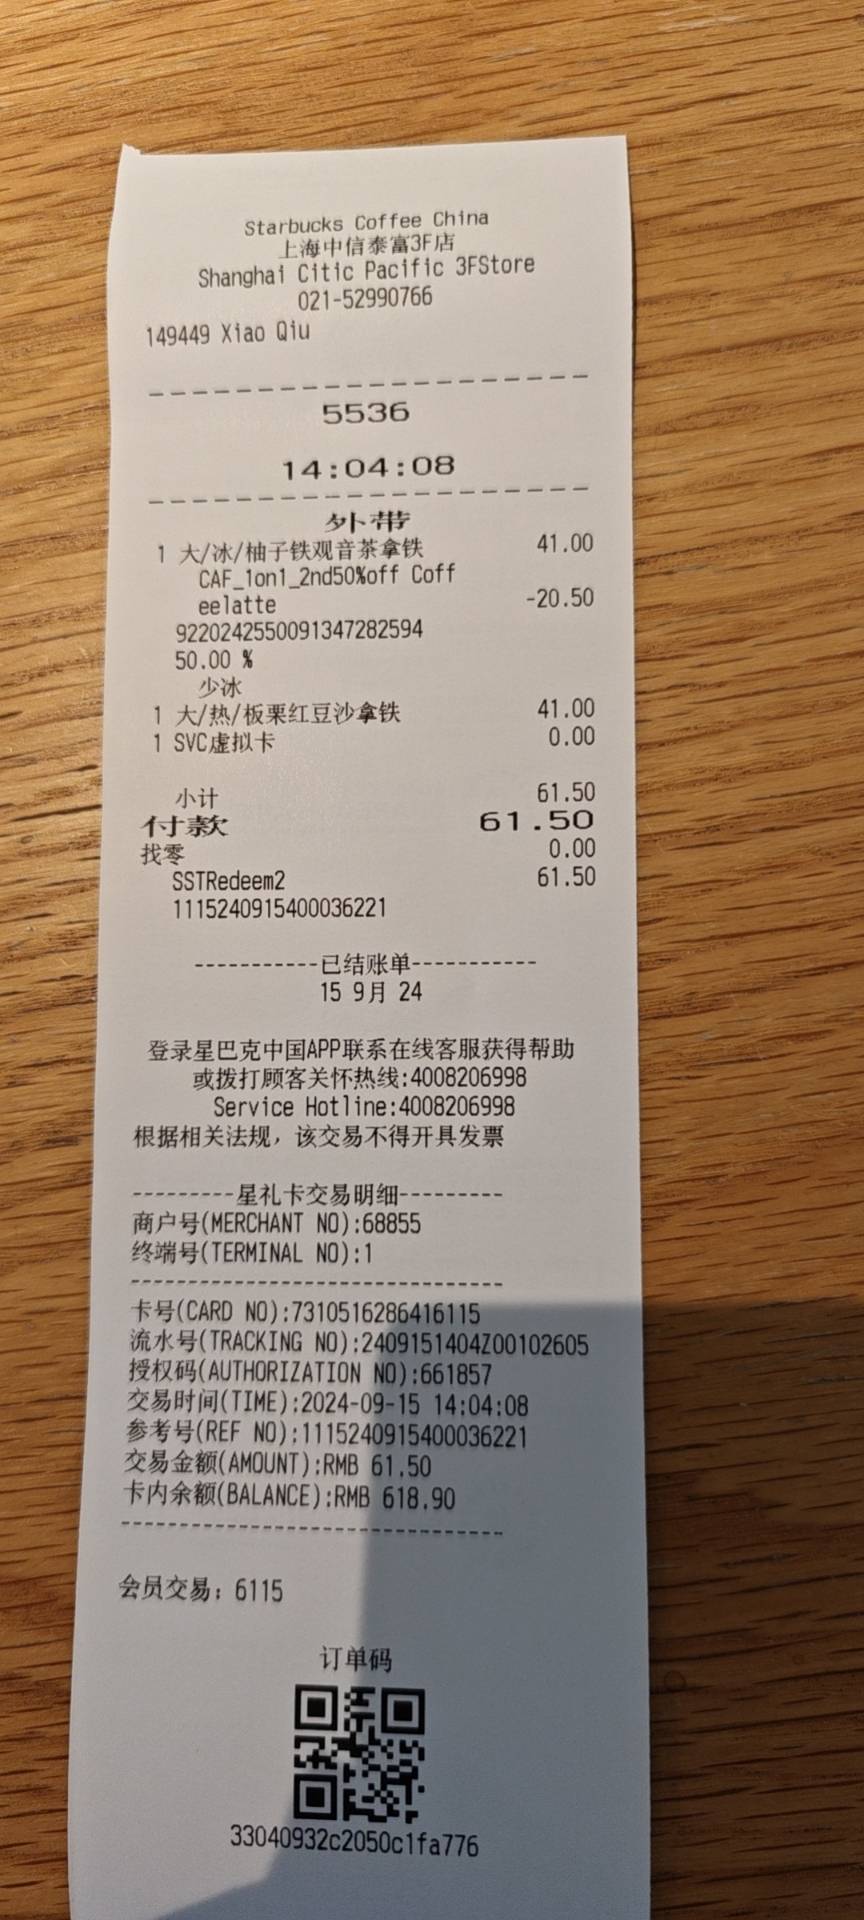 Starbucks Coffee China
上海中信泰富3F店
Shanghai Citic Pacific 3FStore
021-52990766
149449 Xiao Qiu
5536
14:04:08
外带
1 大/冰/柚子铁观音茶拿铁 41.00
CAF_1on1_2nd50%off Coff
eelatte -20.50
9220242550091347282594
50.00 %
少冰
1 大/热/板栗红豆沙拿铁 41.00
1 SVC虚拟卡 0.00
小计 61.50
付款 61.50
找零 0.00
SSTRedeem2 61.50
1115240915400036221
-----------已结账单-----------
15 9月 24
登录星巴克中国APP联系在线客服获得帮助
或拨打顾客关怀热线:4008206998
Service Hotline:4008206998
根据相关法规，该交易不得开具发票
---------星礼卡交易明细---------
商户号(MERCHANT NO):68855
终端号(TERMINAL NO):1
卡号(CARD NO):7310516286416115
流水号(TRACKING NO):2409151404Z00102605
授权码(AUTHORIZATION NO):661857
交易时间(TIME):2024-09-15 14:04:08
参考号(REF NO):1115240915400036221
交易金额(AMOUNT):RMB 61.50
卡内余额(BALANCE):RMB 618.90
会员交易：6115
订单码
33040932c2050c1fa776